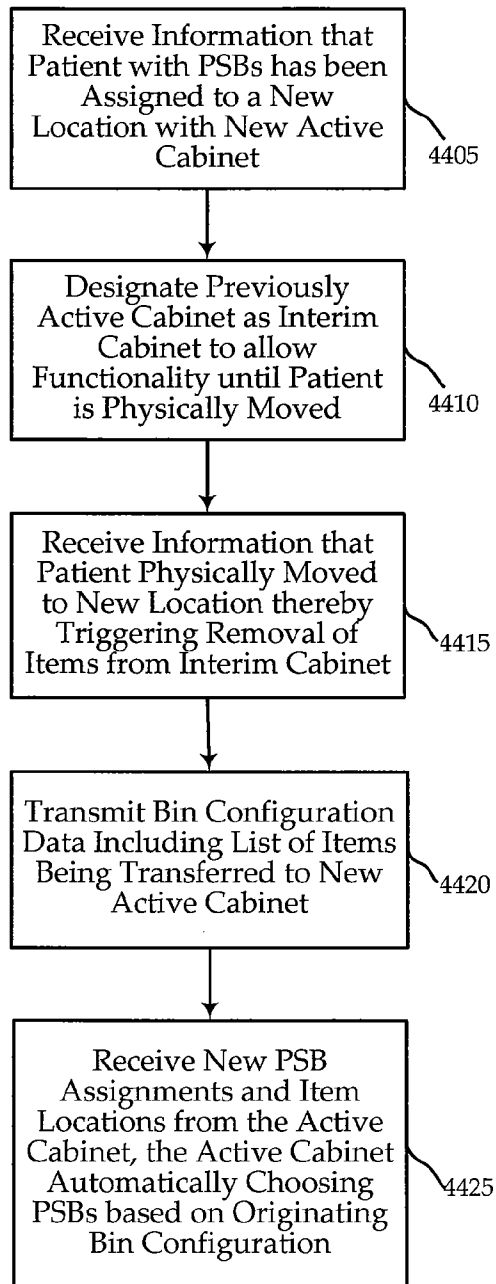 Receive Information that
Patient with PSBs has been
Assigned to a New
Location with New Active
Cabinet
4405
Designate Previously
Active Cabinet as Interim
Cabinet to allow
Functionality until Patient
is Physically Moved
4410
Receive Information that
Patient Physically Moved
to New Location thereby
Triggering Removal of
Items from Interim Cabinet
4415
Transmit Bin Configuration
Data Including List of Items
Being Transferred to New
Active Cabinet
4420
Receive New PSB
Assignments and Item
Locations from the Active
Cabinet, the Active Cabinet
Automatically Choosing
PSBs based on Originating
Bin Configuration
4425